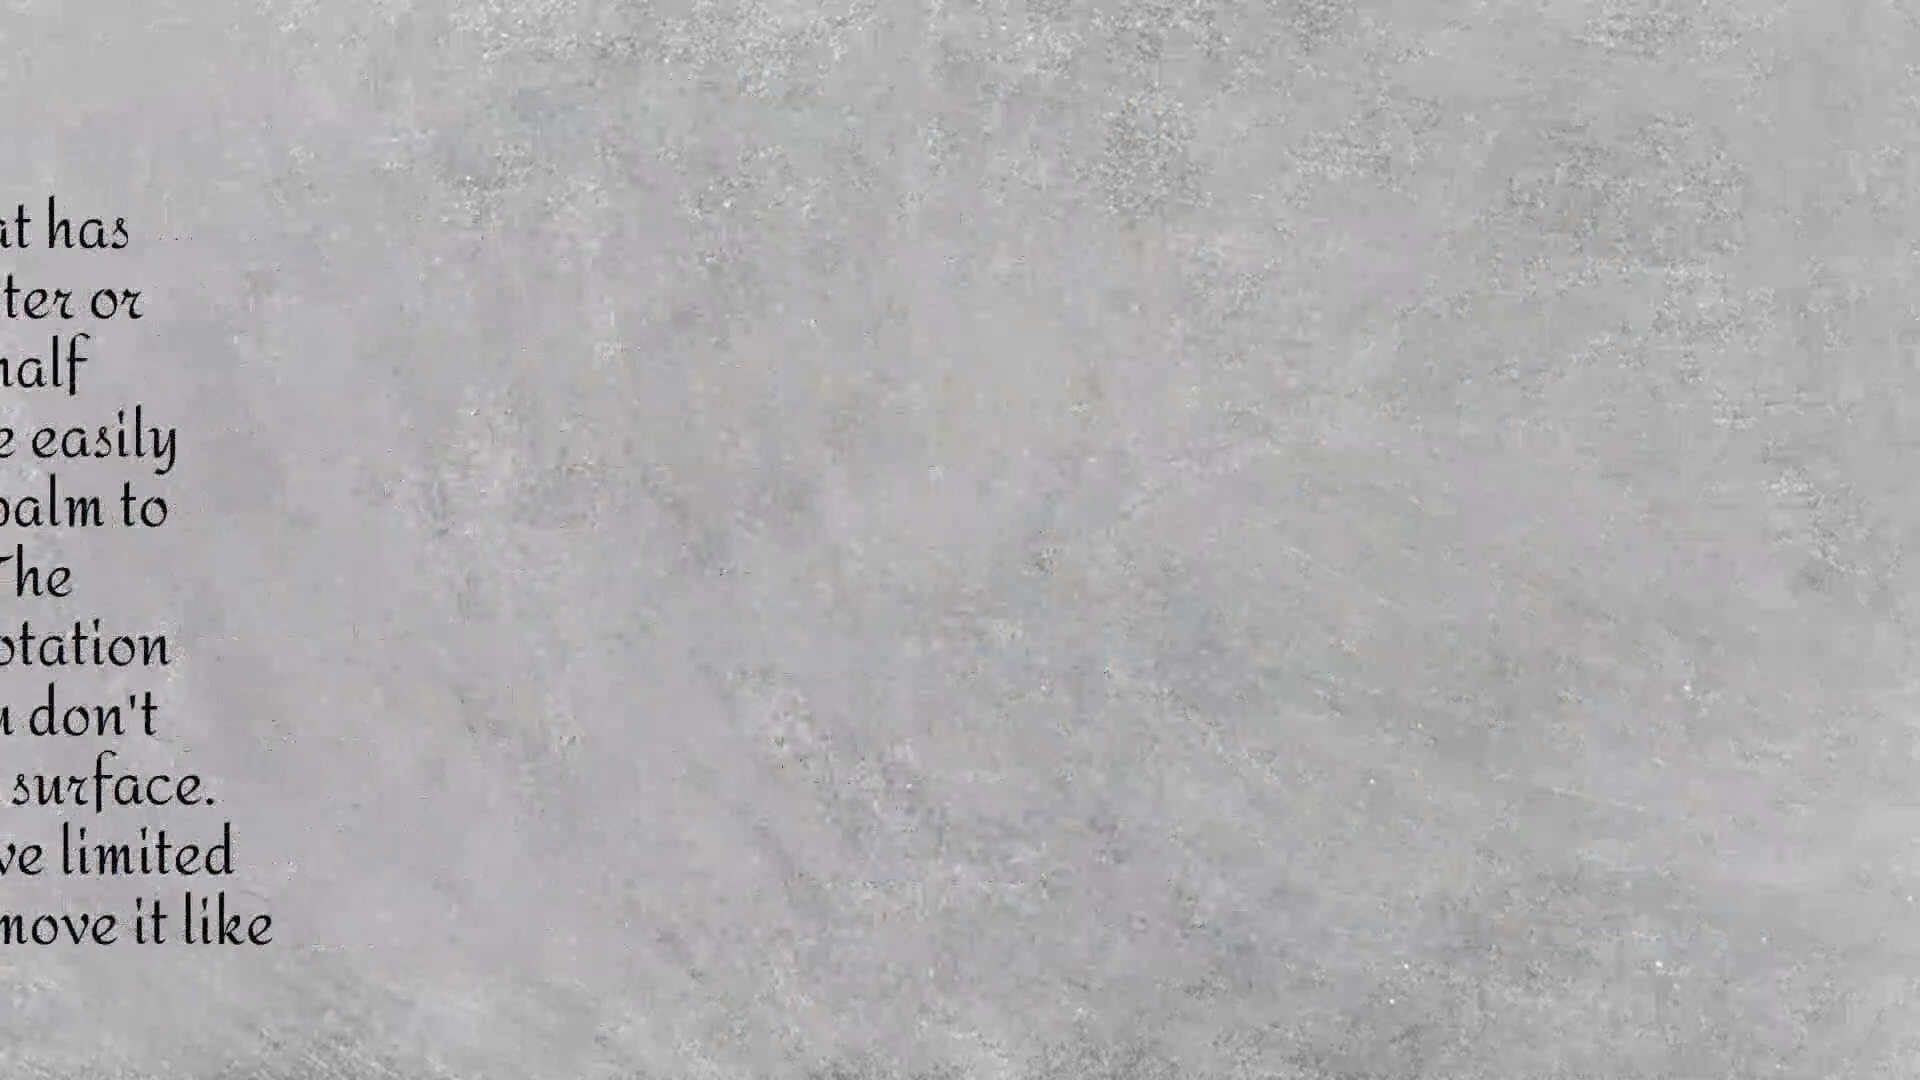 at has
ter or
half
e easily
palm to
The
otation
u don't
surface.
ve limited
move it like